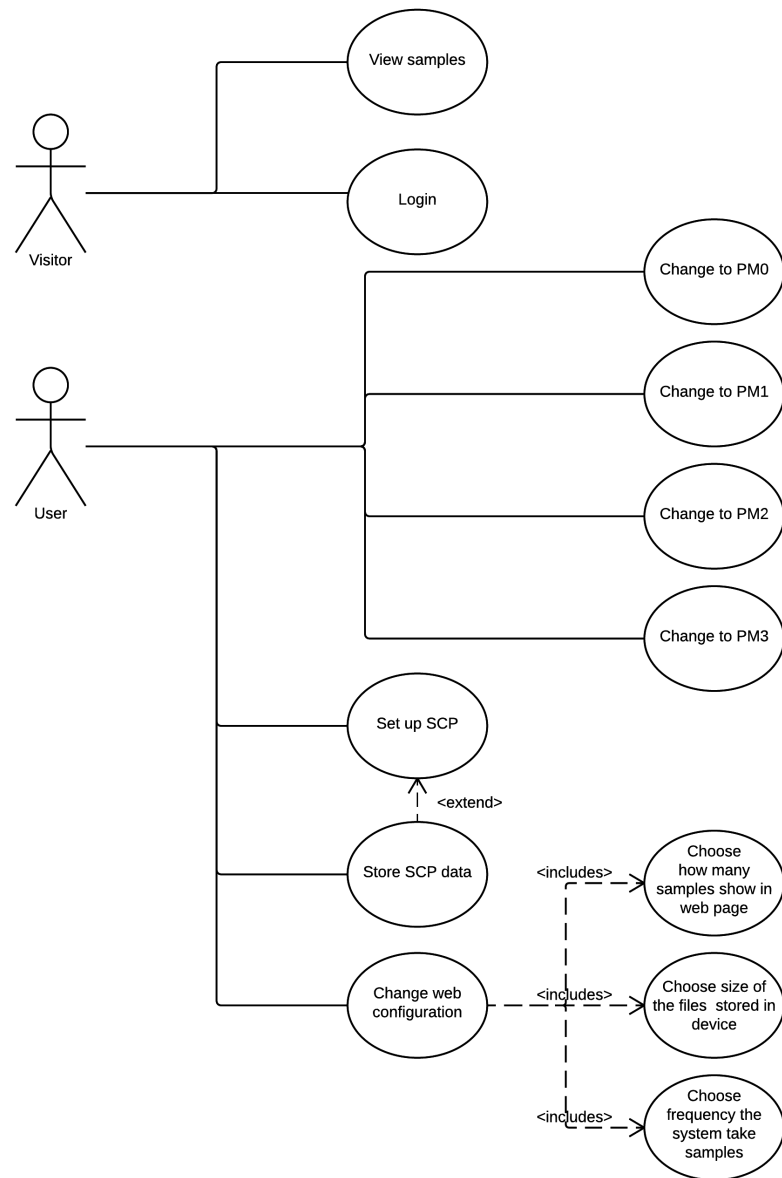 View samples
Login
Visitor
Change to PM0
Change to PM1
User
Change to PM2
Change to PM3
Set up SCP
<extend>
Store SCP data
<includes>
Choose
how many
samples show in
web page
Change web
configuration
<includes>
Choose size of
the files stored in
device
<includes>
Choose
frequency the
system take
samples